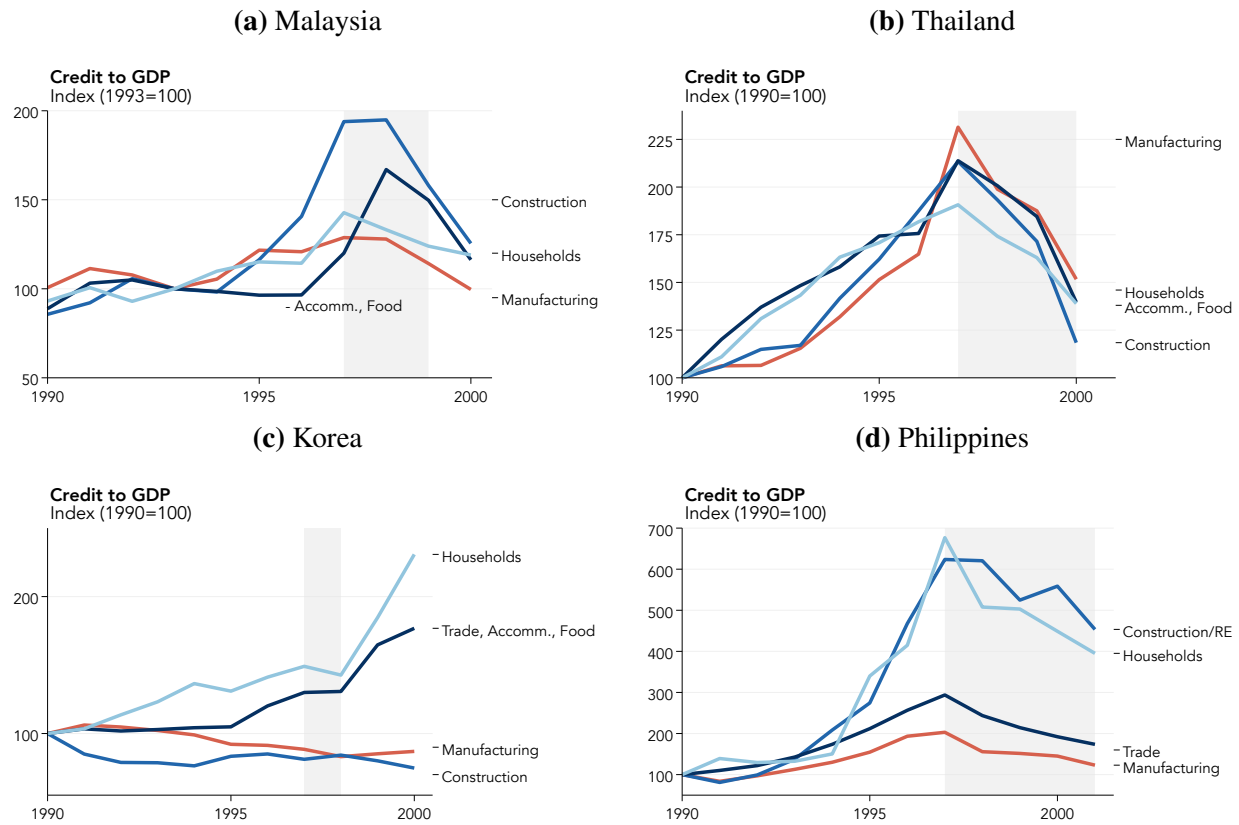 (a) Malaysia
Credit to GDP
Index (1993=100)
200
150
100
50
1990
1995
2000
Construction
Households
Manufacturing
Accomm., Food
(b) Thailand
Credit to GDP
Index (1990=100)
225
200
175
150
125
100
1990
1995
2000
Manufacturing
Households
Accomm., Food
Construction
(c) Korea
Credit to GDP
Index (1990=100)
200
100
1990
1995
2000
Households
Trade, Accomm., Food
Manufacturing
Construction
(d) Philippines
Credit to GDP
Index (1990=100)
700
600
500
400
300
200
100
1990
1995
2000
Construction/RE
Households
Trade
Manufacturing